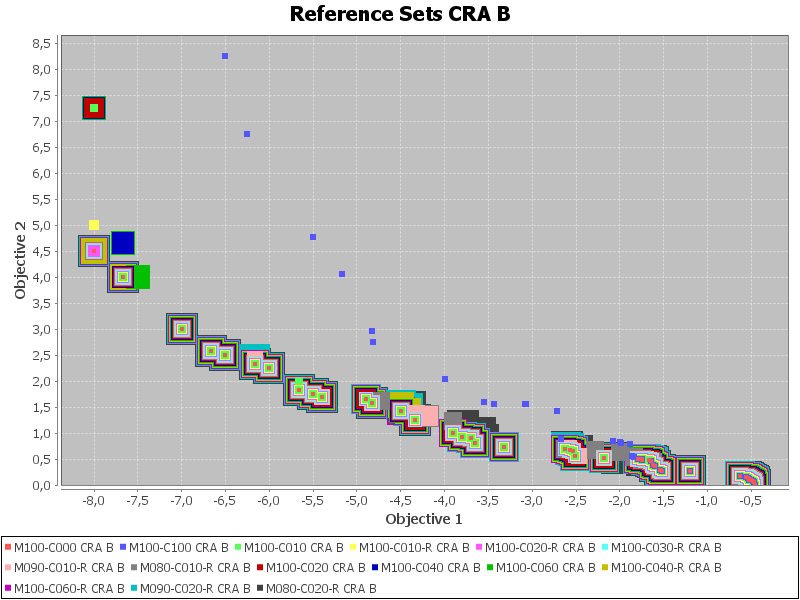 Reference Sets CRA B
Objective 2
8,5
8,0
7,5
7,0
6,5
6,0
5,5
5,0
4,5
4,0
3,5
3,0
2,5
2,0
1,5
1,0
0,5
0,0
-8,0 -7,5 -7,0 -6,5 -6,0 -5,5 -5,0 -4,5 -4,0 -3,5 -3,0 -2,5 -2,0 -1,5 -1,0 -0,5
Objective 1
M100-C000 CRA B M100-C100 CRA B M100-C010 CRA B M100-C010-R CRA B M100-C020-R CRA B M100-C030-R CRA B
M090-C010-R CRA B M080-C010-R CRA B M100-C020 CRA B M100-C040 CRA B M100-C060 CRA B M100-C040-R CRA B
M100-C060-R CRA B M090-C020-R CRA B M080-C020-R CRA B